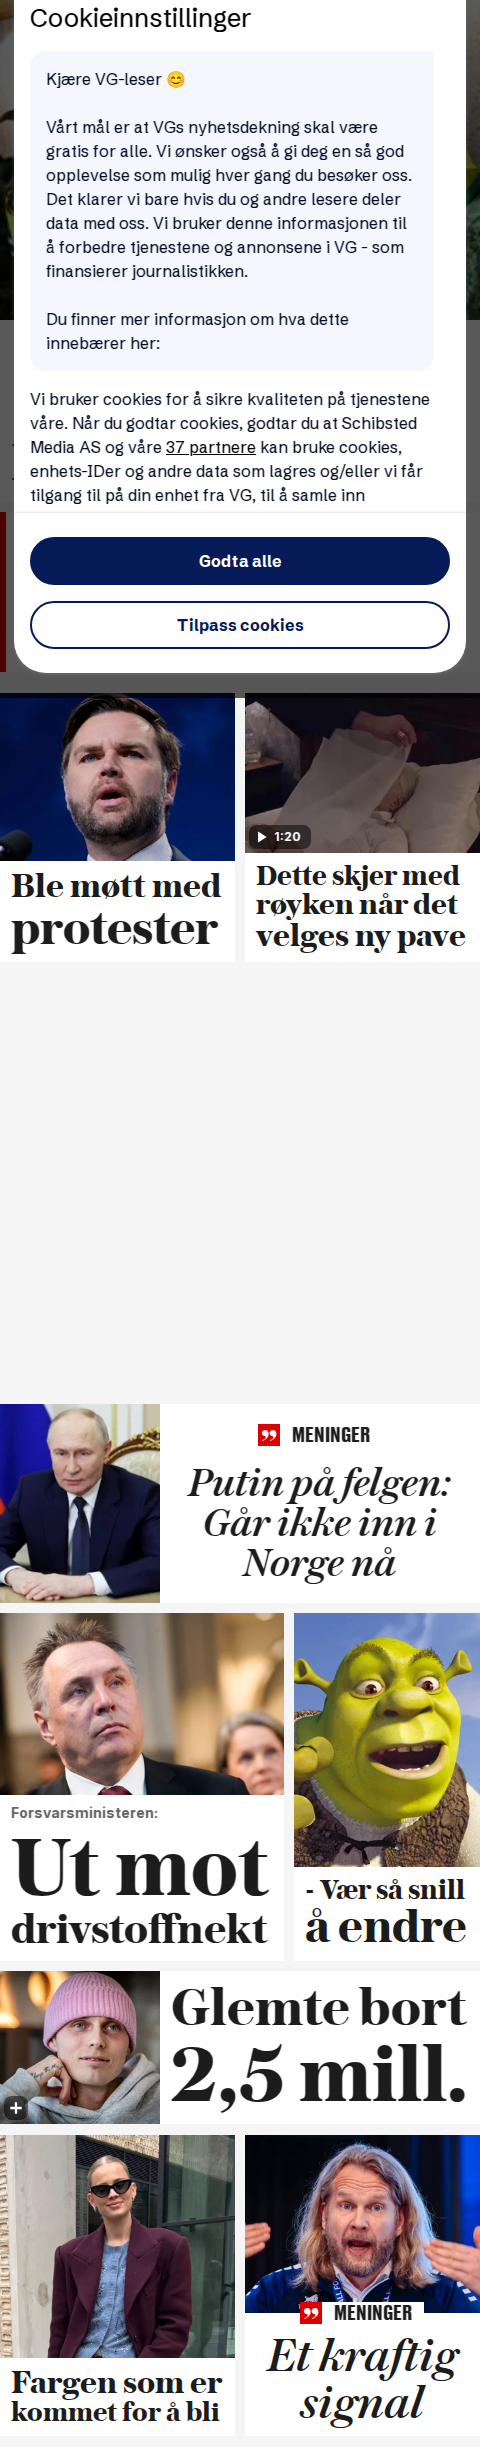 Cookieinnstillinger
Kjære VG-leser 😊
Vårt mål er at VGs nyhetsdekning skal være
gratis for alle. Vi ønsker også å gi deg en så god
opplevelse som mulig hver gang du besøker oss.
Det klarer vi bare hvis du og andre lesere deler
data med oss. Vi bruker denne informasjonen til
å forbedre tjenestene og annonsene i VG - som
finansierer journalistikken.
Du finner mer informasjon om hva dette
innebærer her:
Vi bruker cookies for å sikre kvaliteten på tjenestene
våre. Når du godtar cookies, godtar du at Schibsted
Media AS og våre 37 partnere kan bruke cookies,
enhets-IDer og andre data som lagres og/eller vi får
tilgang til på din enhet fra VG, til å samle inn
Godta alle
Tilpass cookies
Ble møtt med
protester
1:20
Dette skjer med
røyken når det
velges ny pave
MENINGER
Putin på felgen:
Går ikke inn i
Norge nå
Forsvarsministeren:
Ut mot
drivstoffnekt
- Vær så snill
å endre
Glemte bort
2,5 mill.
Fargen som er
kommet for å bli
MENINGER
Et kraftig
signal